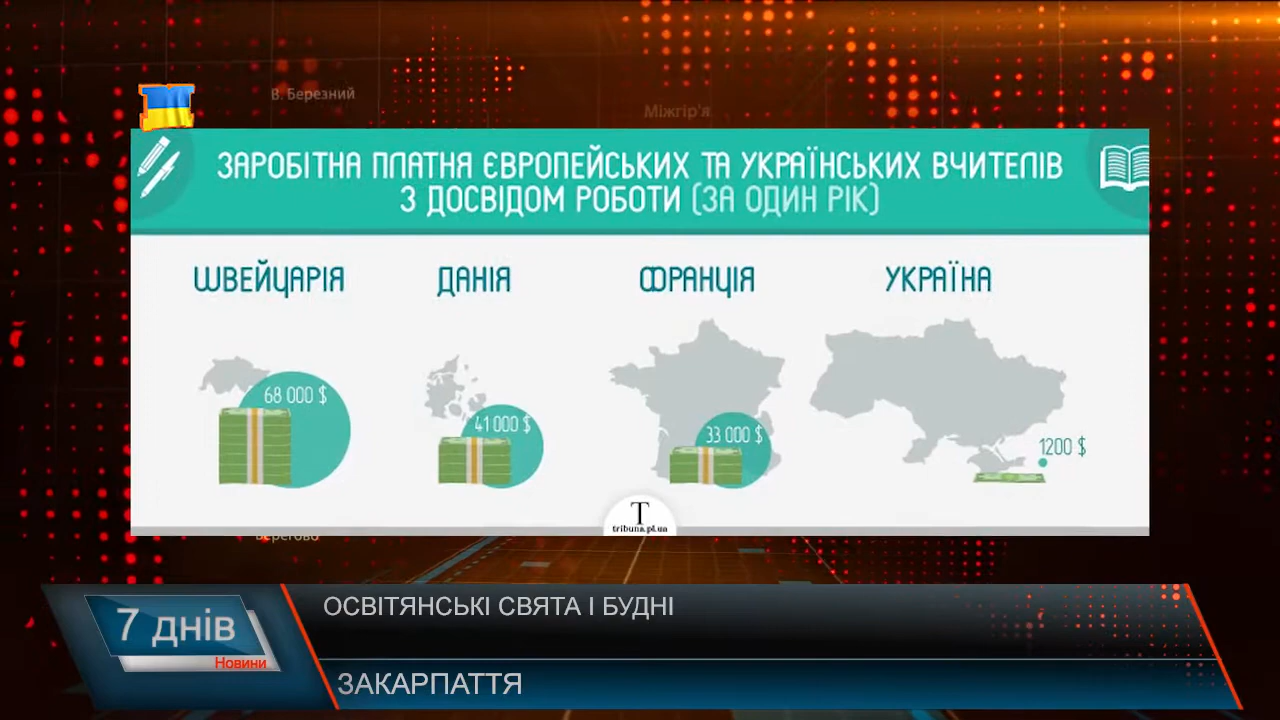 В. Березний
Міжгір'я
ЗАРОБІТНА ПЛАТНЯ ЄВРОПЕЙСЬКИХ ТА УКРАЇНСЬКИХ ВЧИТЕЛІВ
З ДОСВІДОМ РОБОТИ (ЗА ОДИН РІК)
ШВЕЙЦАРІЯ ДАНІЯ ФРАНЦІЯ УКРАЇНА
68 000 $
41 000 $
33 000 $
1200 $
T
tribuna.pl.ua
ОСВІТЯНСЬКІ СВЯТА І БУДНІ
7 днів
Новини
ЗАКАРПАТТЯ